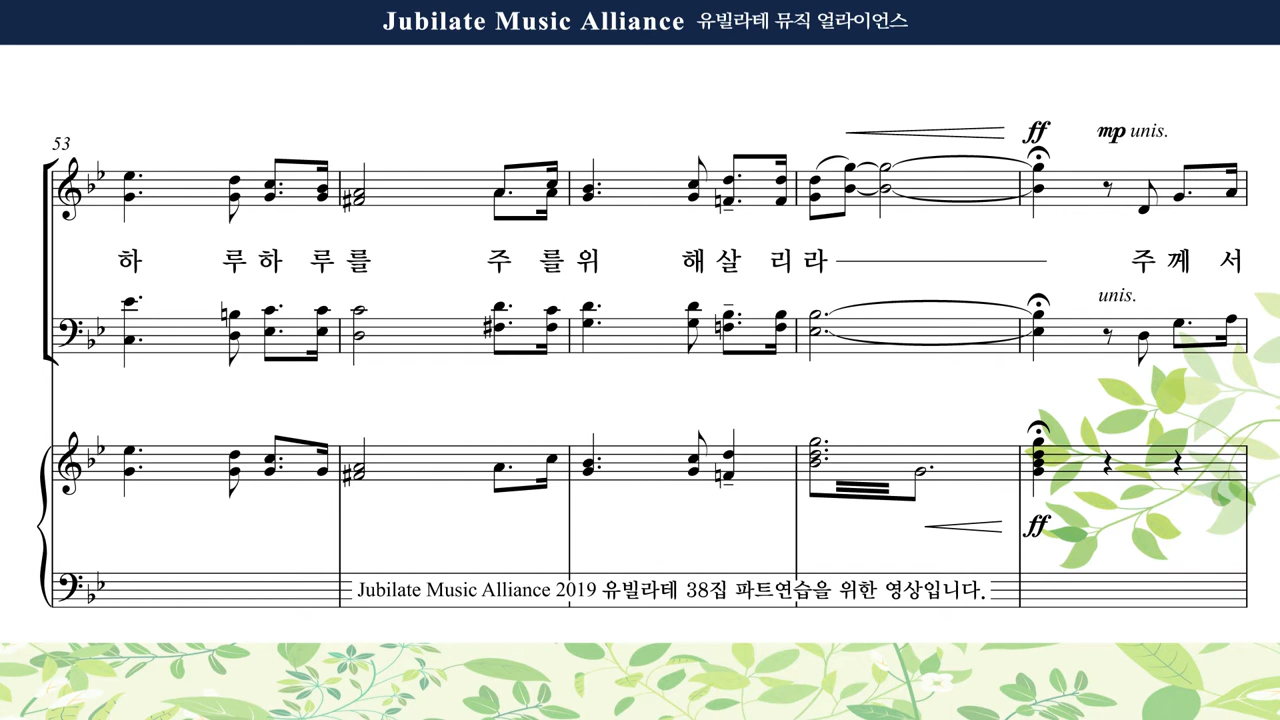 Jubilate Music Alliance 유빌라테 뮤직 얼라이언스
53
ff mp unis.
하 루 하 루 를 주 를 위 해 살 리 라 주 께 서
unis.
ff
Jubilate Music Alliance 2019 유빌라테 38집 파트연습을 위한 영상입니다.